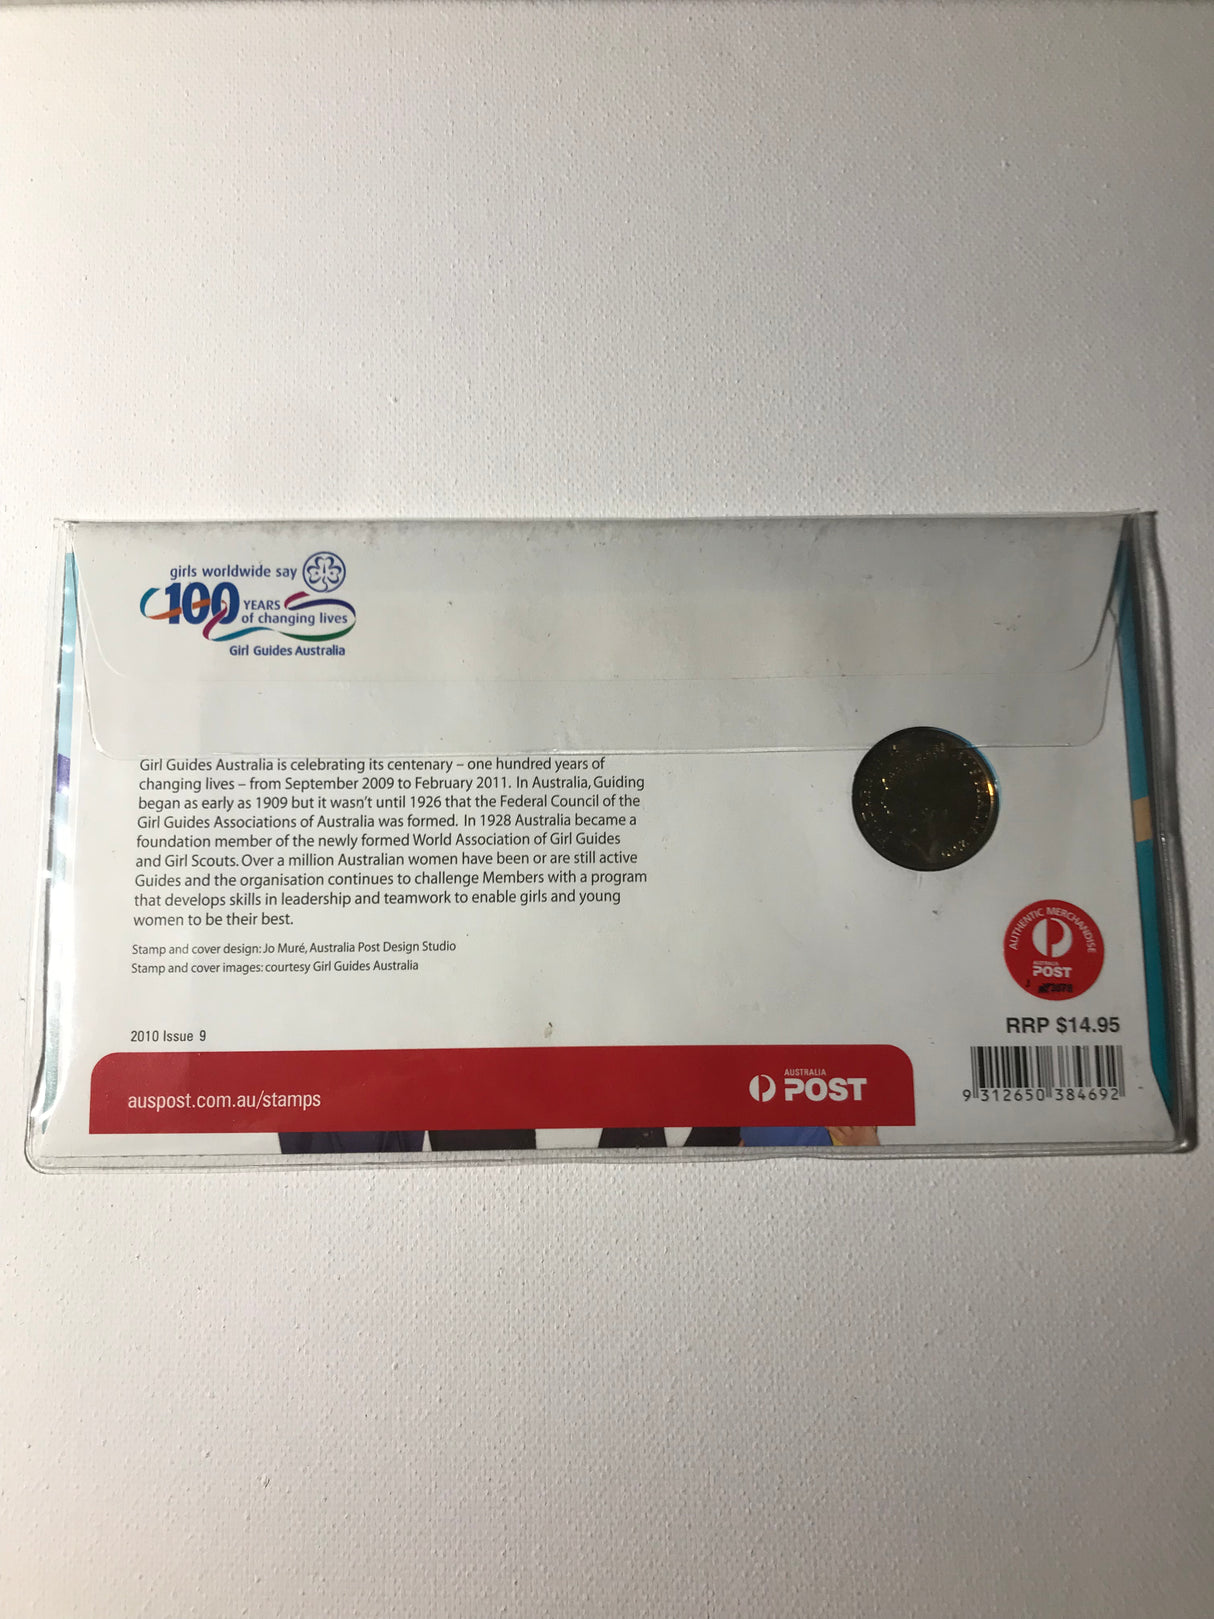 girls worldwide say
100 YEARS
of changing lives
Girl Guides Australia
Girl Guides Australia is celebrating its centenary – one hundred years of
changing lives – from September 2009 to February 2011. In Australia, Guiding
began as early as 1909 but it wasn't until 1926 that the Federal Council of the
Girl Guides Associations of Australia was formed. In 1928 Australia became a
foundation member of the newly formed World Association of Girl Guides
and Girl Scouts. Over a million Australian women have been or are still active
Guides and the organisation continues to challenge Members with a program
that develops skills in leadership and teamwork to enable girls and young
women to be their best.
Stamp and cover design: Jo Muré, Australia Post Design Studio
Stamp and cover images: courtesy Girl Guides Australia
AUTHENTIC MERCHANDISE
AUSTRALIA
POST
RRP $14.95
2010 Issue 9
auspost.com.au/stamps
AUSTRALIA
POST
9 312650 384692